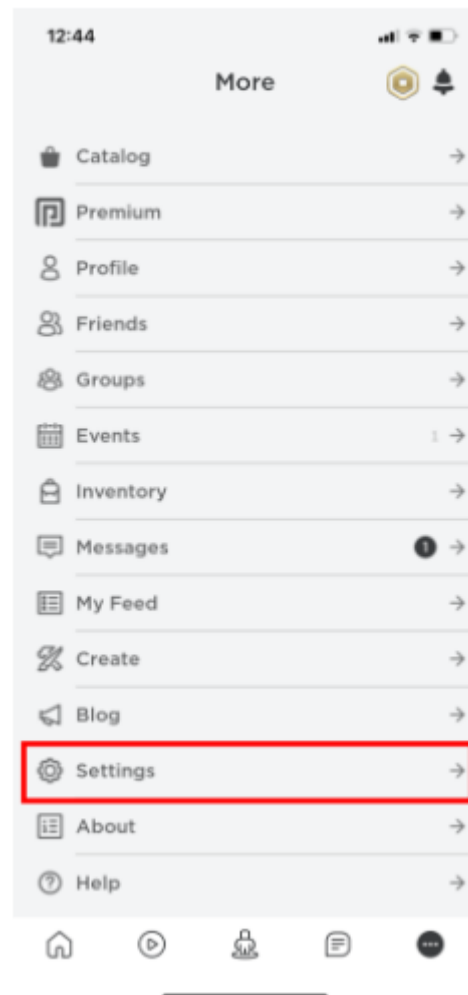 12:44
More
Catalog
Premium
Profile
Friends
Groups
Events
Inventory
Messages 1
My Feed
Create
Blog
Settings
About
Help